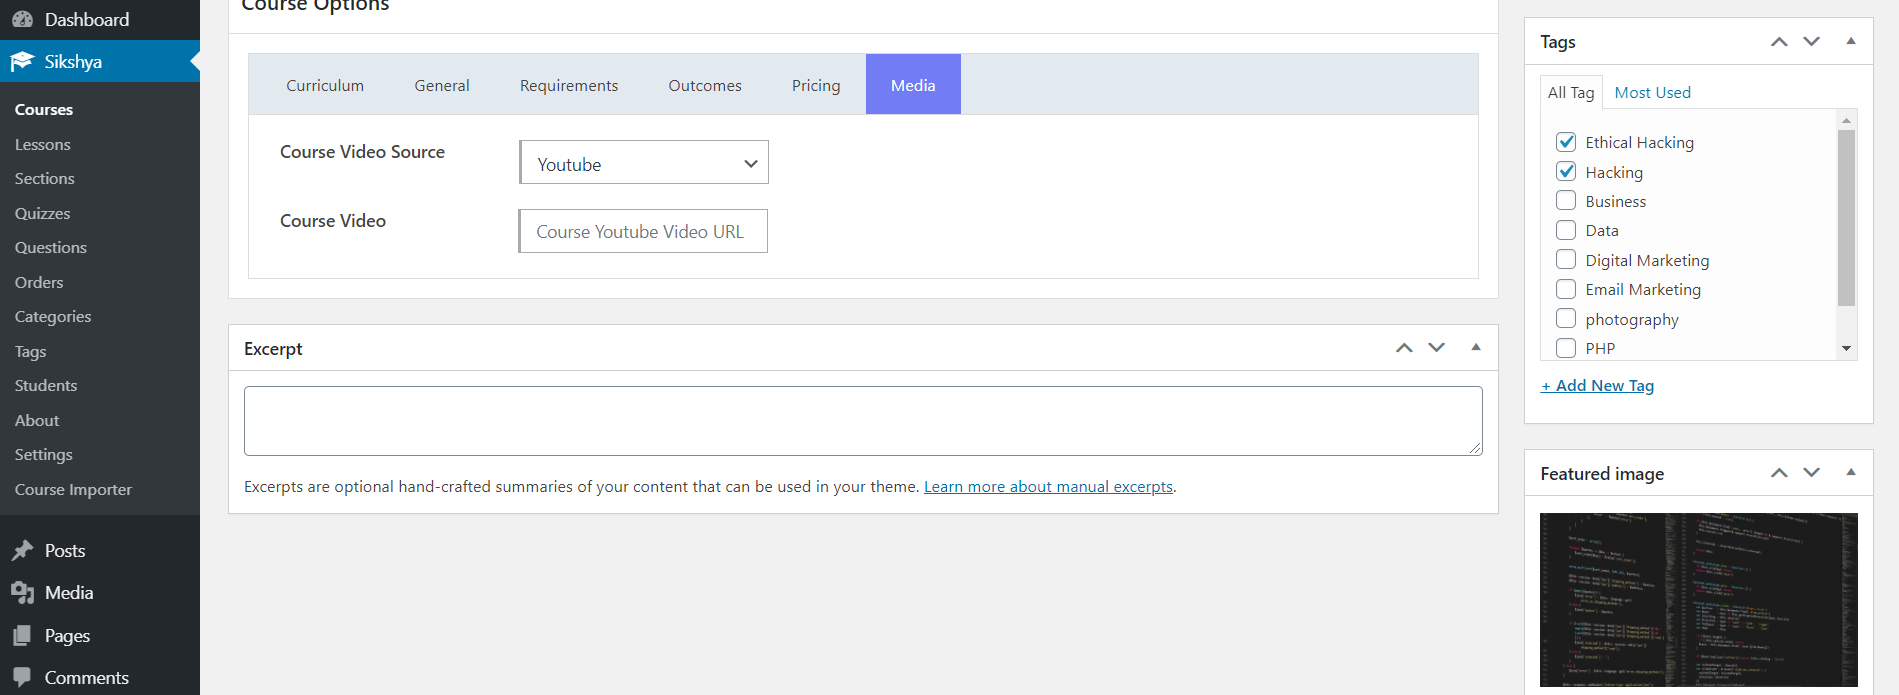 Dashboard
Sikshya
Courses
Lessons
Sections
Quizzes
Questions
Orders
Categories
Tags
Students
About
Settings
Course Importer
Posts
Media
Pages
Comments
Course Options
Curriculum General Requirements Outcomes Pricing Media
Course Video Source
Youtube
Course Video
Course Youtube Video URL
Excerpt
Excerpts are optional hand-crafted summaries of your content that can be used in your theme. Learn more about manual excerpts.
Tags
All Tag Most Used
Ethical Hacking
Hacking
Business
Data
Digital Marketing
Email Marketing
photography
PHP
+ Add New Tag
Featured image